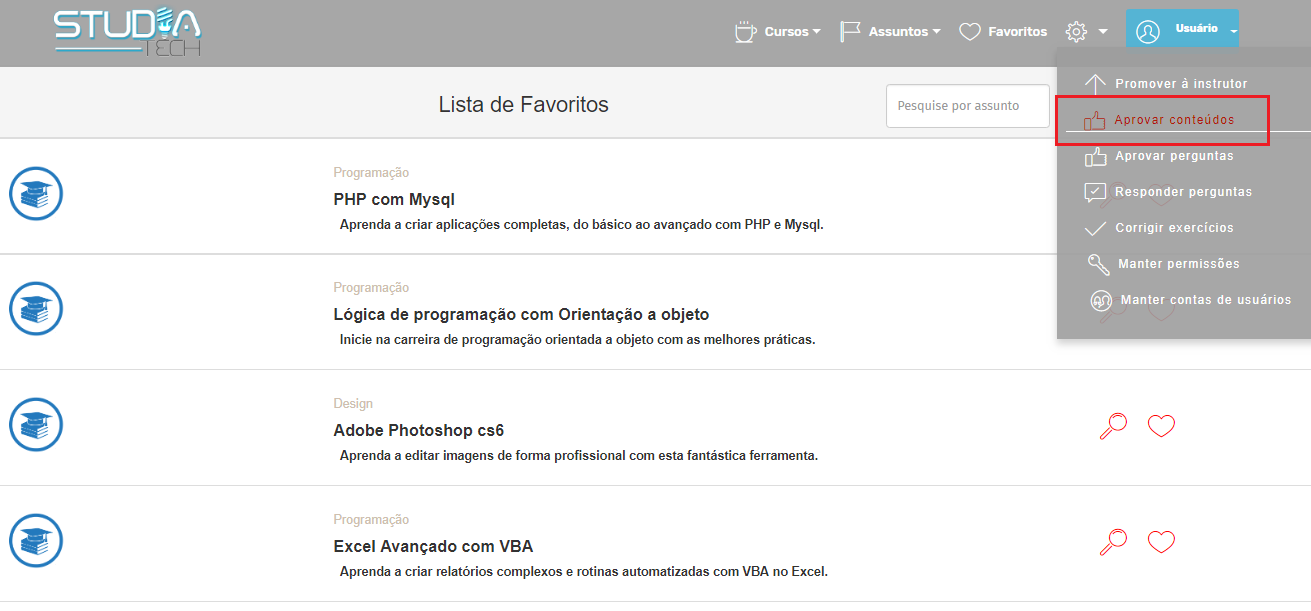 STUDIA
TECH
Cursos
Assuntos
Favoritos
Usuário
Promover à instrutor
Aprovar conteúdos
Aprovar perguntas
Responder perguntas
Corrigir exercícios
Manter permissões
Manter contas de usuários
Lista de Favoritos
Pesquise por assunto
Programação
PHP com Mysql
Aprenda a criar aplicações completas, do básico ao avançado com PHP e Mysql.
Programação
Lógica de programação com Orientação a objeto
Inicie na carreira de programação orientada a objeto com as melhores práticas.
Design
Adobe Photoshop cs6
Aprenda a editar imagens de forma profissional com esta fantástica ferramenta.
Programação
Excel Avançado com VBA
Aprenda a criar relatórios complexos e rotinas automatizadas com VBA no Excel.